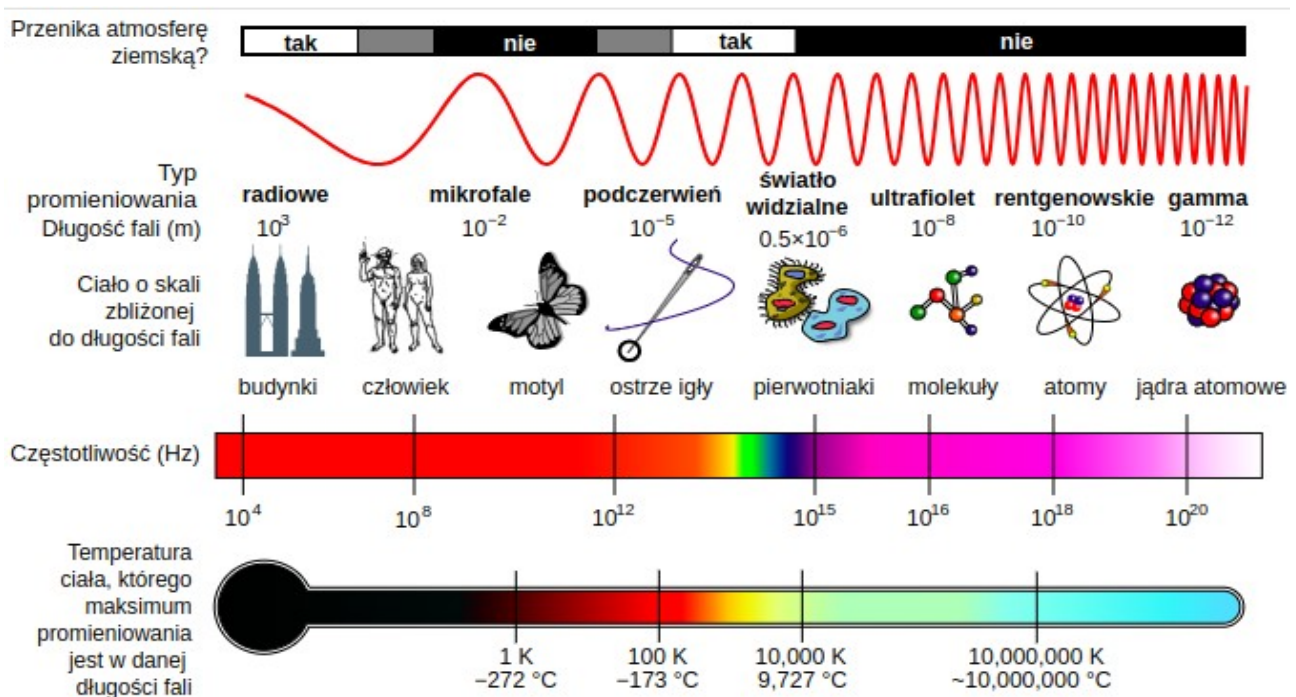 Przenika atmosferę
ziemską?
tak nie tak nie
Typ
promieniowania
Długość fali (m)
radiowe
10³
mikrofale
10⁻²
podczerwień
10⁻⁵
światło
widzialne
0.5×10⁻⁶
ultrafiolet
10⁻⁸
rentgenowskie
10⁻¹⁰
gamma
10⁻¹²
Ciało o skali
zbliżonej
do długości fali
budynki człowiek motyl ostrze igły pierwotniaki molekuły atomy jądra atomowe
Częstotliwość (Hz)
10⁴ 10⁸ 10¹² 10¹⁵ 10¹⁶ 10¹⁸ 10²⁰
Temperatura
ciała, którego
maksimum
promieniowania
jest w danej
długości fali
1 K
−272 °C
100 K
−173 °C
10,000 K
9,727 °C
10,000,000 K
~10,000,000 °C